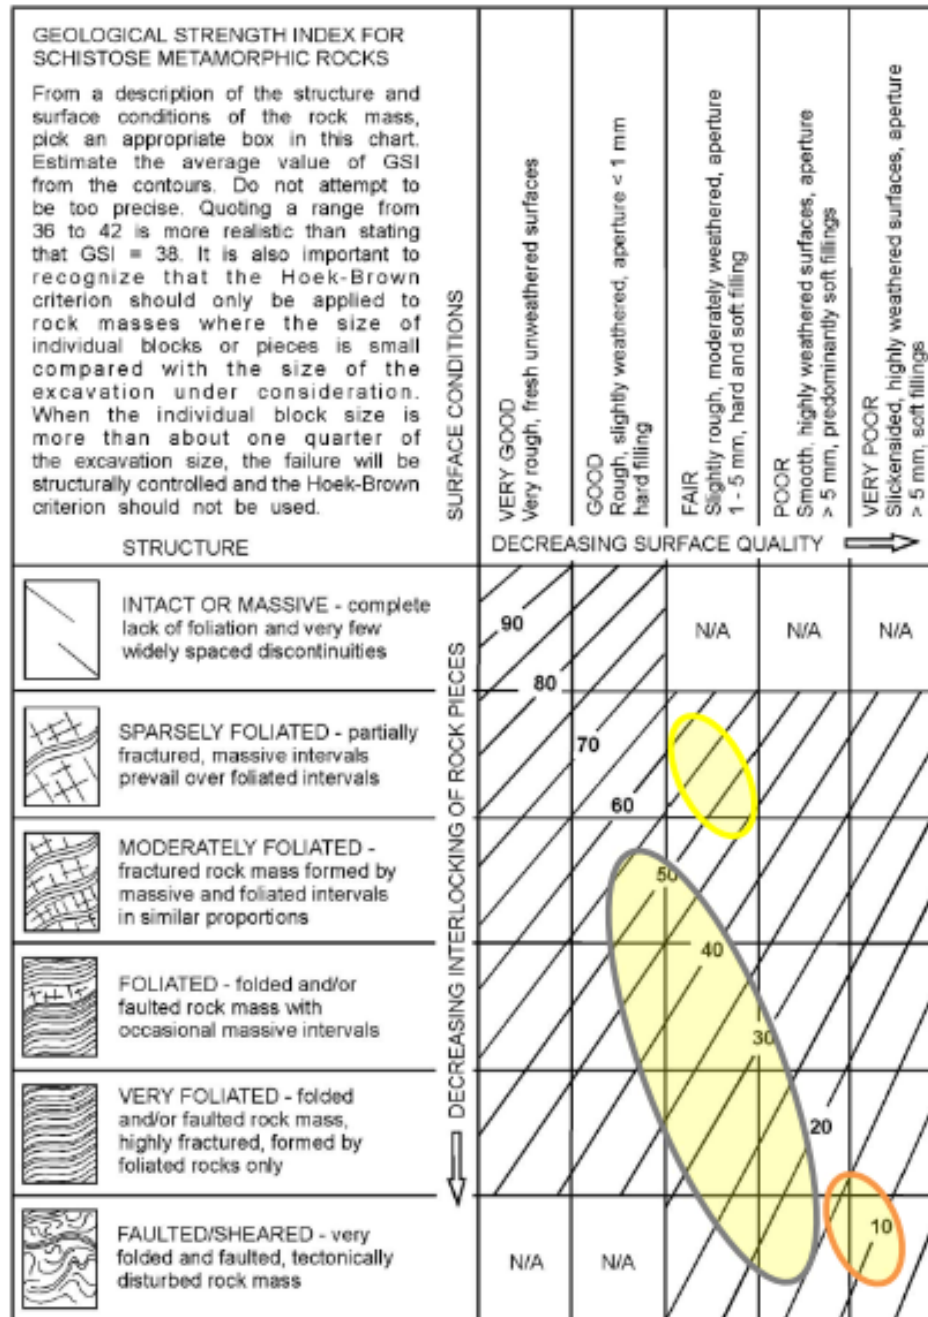 GEOLOGICAL STRENGTH INDEX FOR
SCHISTOSE METAMORPHIC ROCKS
From a description of the structure and
surface conditions of the rock mass,
pick an appropriate box in this chart.
Estimate the average value of GSI
from the contours. Do not attempt to
be too precise. Quoting a range from
36 to 42 is more realistic than stating
that GSI = 38. It is also important to
recognize that the Hoek-Brown
criterion should only be applied to
rock masses where the size of
individual blocks or pieces is small
compared with the size of the
excavation under consideration.
When the individual block size is
more than about one quarter of
the excavation size, the failure will be
structurally controlled and the Hoek-Brown
criterion should not be used.
STRUCTURE
SURFACE CONDITIONS
VERY GOOD
Very rough, fresh unweathered surfaces
GOOD
Rough, slightly weathered, aperture < 1 mm
hard filling
FAIR
Slightly rough, moderately weathered, aperture
1 - 5 mm, hard and soft filling
POOR
Smooth, highly weathered surfaces, aperture
> 5 mm, predominantly soft fillings
VERY POOR
Slickensided, highly weathered surfaces, aperture
> 5 mm, soft fillings
DECREASING SURFACE QUALITY
DECREASING INTERLOCKING OF ROCK PIECES
INTACT OR MASSIVE - complete
lack of foliation and very few
widely spaced discontinuities
90
N/A
N/A
N/A
80
SPARSELY FOLIATED - partially
fractured, massive intervals
prevail over foliated intervals
70
60
MODERATELY FOLIATED -
fractured rock mass formed by
massive and foliated intervals
in similar proportions
50
40
FOLIATED - folded and/or
faulted rock mass with
occasional massive intervals
30
VERY FOLIATED - folded
and/or faulted rock mass,
highly fractured, formed by
foliated rocks only
20
FAULTED/SHEARED - very
folded and faulted, tectonically
disturbed rock mass
N/A
N/A
10